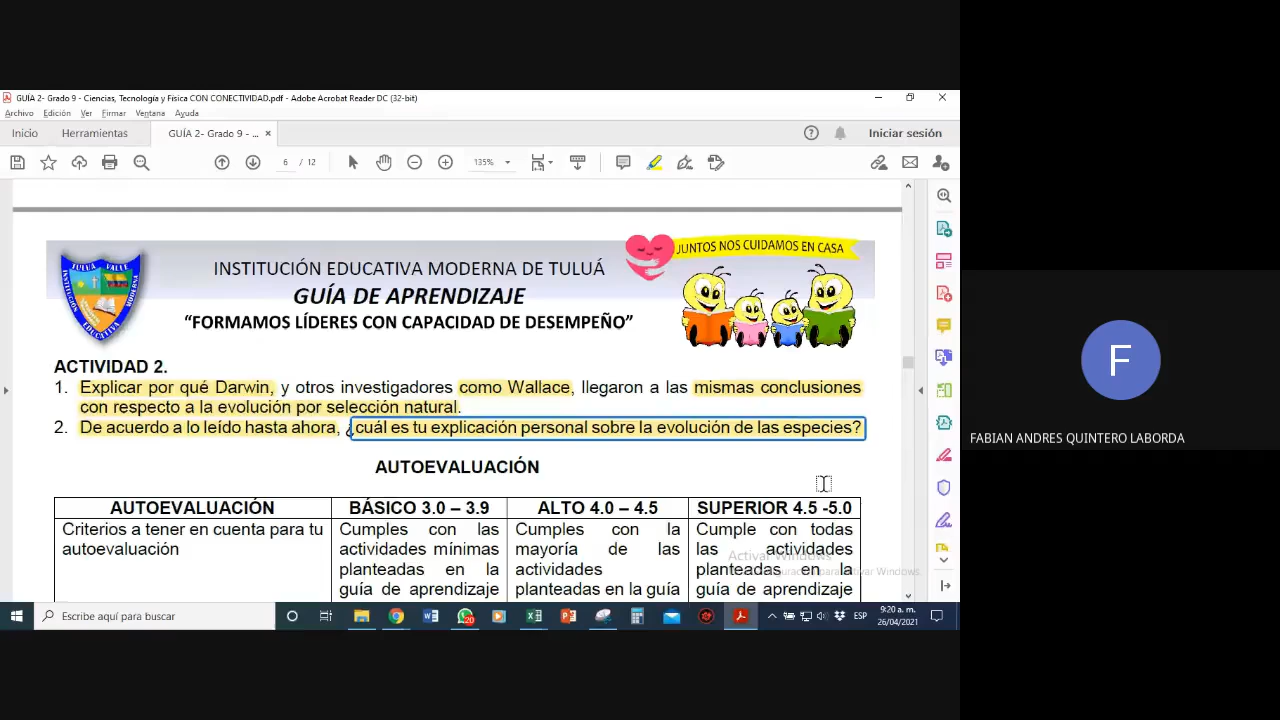 GUÍA 2- Grado 9 - Ciencias, Tecnología y Física CON CONECTIVIDAD.pdf - Adobe Acrobat Reader DC (32-bit)
Archivo Edición Ver Firmar Ventana Ayuda
Inicio Herramientas GUÍA 2- Grado 9 - ... × Iniciar sesión
6 / 12 135%
JUNTOS NOS CUIDAMOS EN CASA
TULUÁ VALLE
INSTITUCIÓN EDUCATIVA MODERNA DE TULUÁ
GUÍA DE APRENDIZAJE
“FORMAMOS LÍDERES CON CAPACIDAD DE DESEMPEÑO”
ACTIVIDAD 2.
1. Explicar por qué Darwin, y otros investigadores como Wallace, llegaron a las mismas conclusiones
con respecto a la evolución por selección natural.
2. De acuerdo a lo leído hasta ahora, ¿cuál es tu explicación personal sobre la evolución de las especies?
AUTOEVALUACIÓN
AUTOEVALUACIÓN BÁSICO 3.0 – 3.9 ALTO 4.0 – 4.5 SUPERIOR 4.5 -5.0
Criterios a tener en cuenta para tu Cumples con las Cumples con la Cumple con todas
autoevaluación actividades mínimas mayoría de las las actividades
planteadas en la actividades planteadas en la
guía de aprendizaje planteadas en la guía guía de aprendizaje
Activar Windows
activar Windows.
Escribe aquí para buscar
20
ESP
9:20 a. m.
26/04/2021
F
FABIAN ANDRES QUINTERO LABORDA